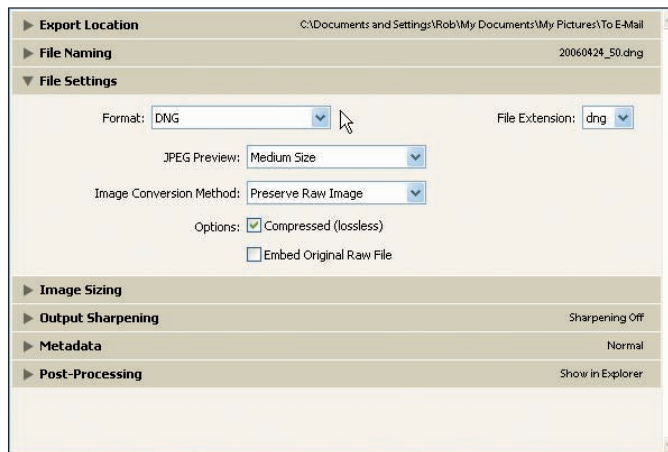 Export Location C:\Documents and Settings\Rob\My Documents\My Pictures\To E-Mail
File Naming 20060424_50.dng
File Settings
Format: DNG File Extension: dng
JPEG Preview: Medium Size
Image Conversion Method: Preserve Raw Image
Options: Compressed (lossless)
Embed Original Raw File
Image Sizing
Output Sharpening Sharpening Off
Metadata Normal
Post-Processing Show in Explorer